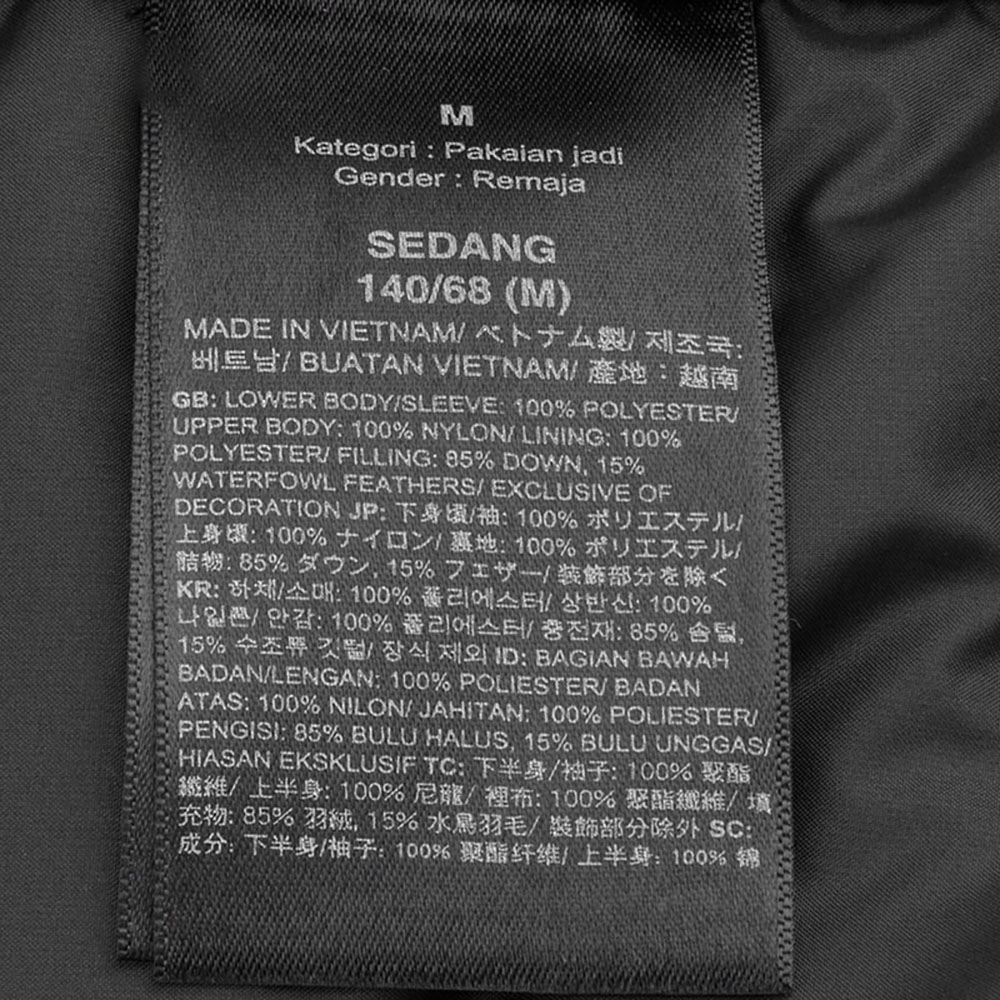 M
Kategori : Pakaian jadi
Gender : Remaja
SEDANG
140/68 (M)
MADE IN VIETNAM/ ベトナム製/ 제조국:
베트남/ BUATAN VIETNAM/ 產地：越南
GB: LOWER BODY/SLEEVE: 100% POLYESTER/
UPPER BODY: 100% NYLON/ LINING: 100%
POLYESTER/ FILLING: 85% DOWN, 15%
WATERFOWL FEATHERS/ EXCLUSIVE OF
DECORATION JP: 下身頃/袖: 100% ポリエステル/
上身頃: 100% ナイロン/ 裏地: 100% ポリエステル/
詰物: 85% ダウン, 15% フェザー/ 装飾部分を除く
KR: 하체/소매: 100% 폴리에스터/ 상반신: 100%
나일론/ 안감: 100% 폴리에스터/ 충전재: 85% 솜털,
15% 수조류 깃털/ 장식 제외 ID: BAGIAN BAWAH
BADAN/LENGAN: 100% POLIESTER/ BADAN
ATAS: 100% NILON/ JAHITAN: 100% POLIESTER/
PENGISI: 85% BULU HALUS, 15% BULU UNGGAS/
HIASAN EKSKLUSIF TC: 下半身/袖子: 100% 聚酯
纖維/ 上半身: 100% 尼龍/ 裡布: 100% 聚酯纖維/ 填
充物: 85% 羽絨, 15% 水鳥羽毛/ 裝飾部分除外 SC:
成分: 下半身/袖子: 100% 聚酯纤维/ 上半身: 100% 锦